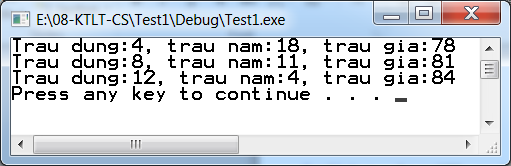 E:\08-KTLT-CS\Test1\Debug\Test1.exe
Trau dung:4, trau nam:18, trau gia:78
Trau dung:8, trau nam:11, trau gia:81
Trau dung:12, trau nam:4, trau gia:84
Press any key to continue . . .